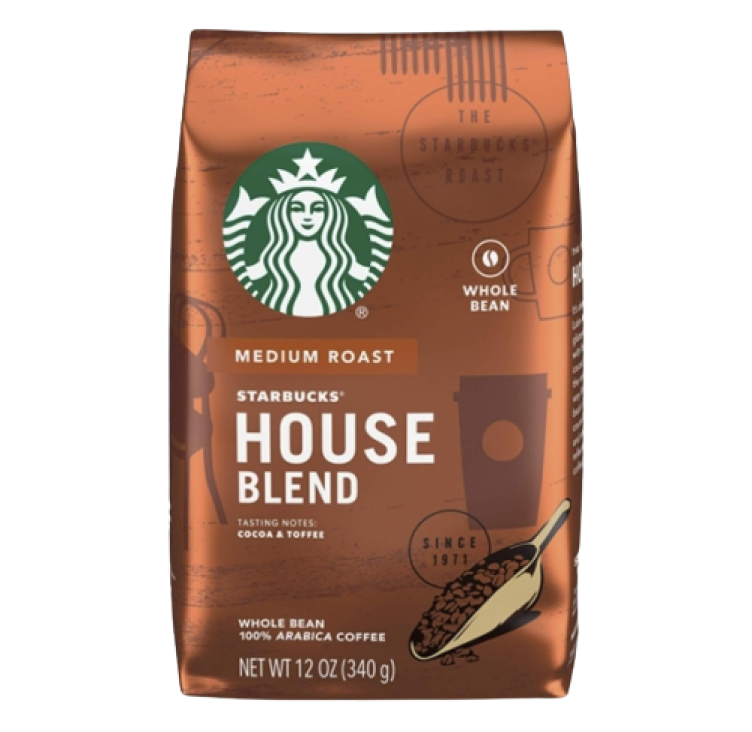 THE
STARBUCKS®
ROAST
WHOLE
BEAN
®
MEDIUM ROAST
STARBUCKS®
HOUSE
BLEND
TASTING NOTES:
COCOA & TOFFEE
SINCE
1971
WHOLE BEAN
100% ARABICA COFFEE
NET WT 12 OZ (340 g)